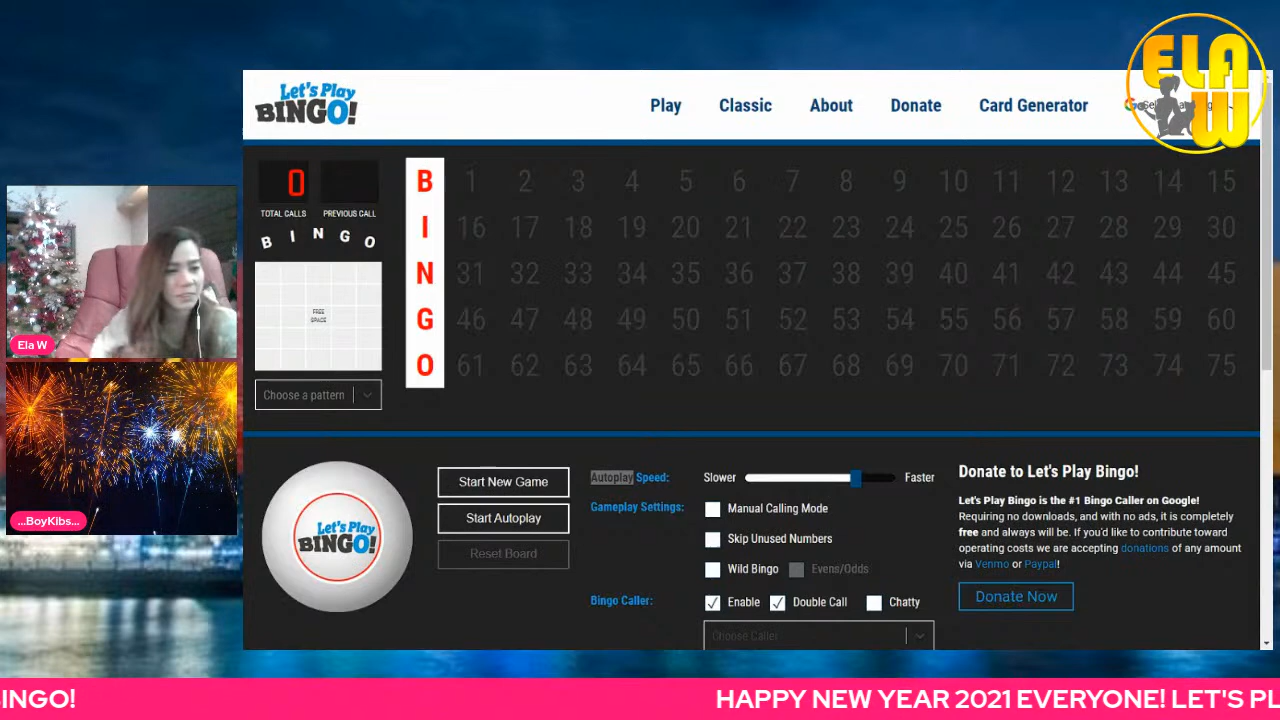 ELA
W
Let's Play
BINGO!
Play
Classic
About
Donate
Card Generator
0
TOTAL CALLS
PREVIOUS CALL
B I N G O
FREE
SPACE
Choose a pattern
B 1 2 3 4 5 6 7 8 9 10 11 12 13 14 15
I 16 17 18 19 20 21 22 23 24 25 26 27 28 29 30
N 31 32 33 34 35 36 37 38 39 40 41 42 43 44 45
G 46 47 48 49 50 51 52 53 54 55 56 57 58 59 60
O 61 62 63 64 65 66 67 68 69 70 71 72 73 74 75
Ela W
...BoyKIbs...
Let's Play
BINGO!
Start New Game
Start Autoplay
Reset Board
Autoplay Speed:
Slower
Faster
Gameplay Settings:
Manual Calling Mode
Skip Unused Numbers
Wild Bingo
Evens/Odds
Bingo Caller:
Enable
Double Call
Chatty
Choose Caller
Donate to Let's Play Bingo!
Let's Play Bingo is the #1 Bingo Caller on Google!
Requiring no downloads, and with no ads, it is completely
free and always will be. If you'd like to contribute toward
operating costs we are accepting donations of any amount
via Venmo or Paypal!
Donate Now
INGO!
HAPPY NEW YEAR 2021 EVERYONE! LET'S PL